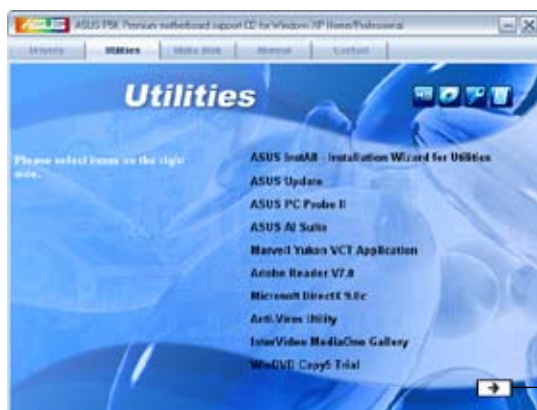 ASUS P5K Premium motherboard support CD for Windows XP Home/Professional
Drivers Utilities Make Disk Manual Contact
Utilities
Please select items on the right side.
ASUS InstAll - Installation Wizard for Utilities
ASUS Update
ASUS PC Probe II
ASUS AI Suite
Marvell Yukon VCT Application
Adobe Reader V7.0
Microsoft DirectX 9.0c
Anti-Virus Utility
InterVideo MediaOne Gallery
WinDVD Copy5 Trial